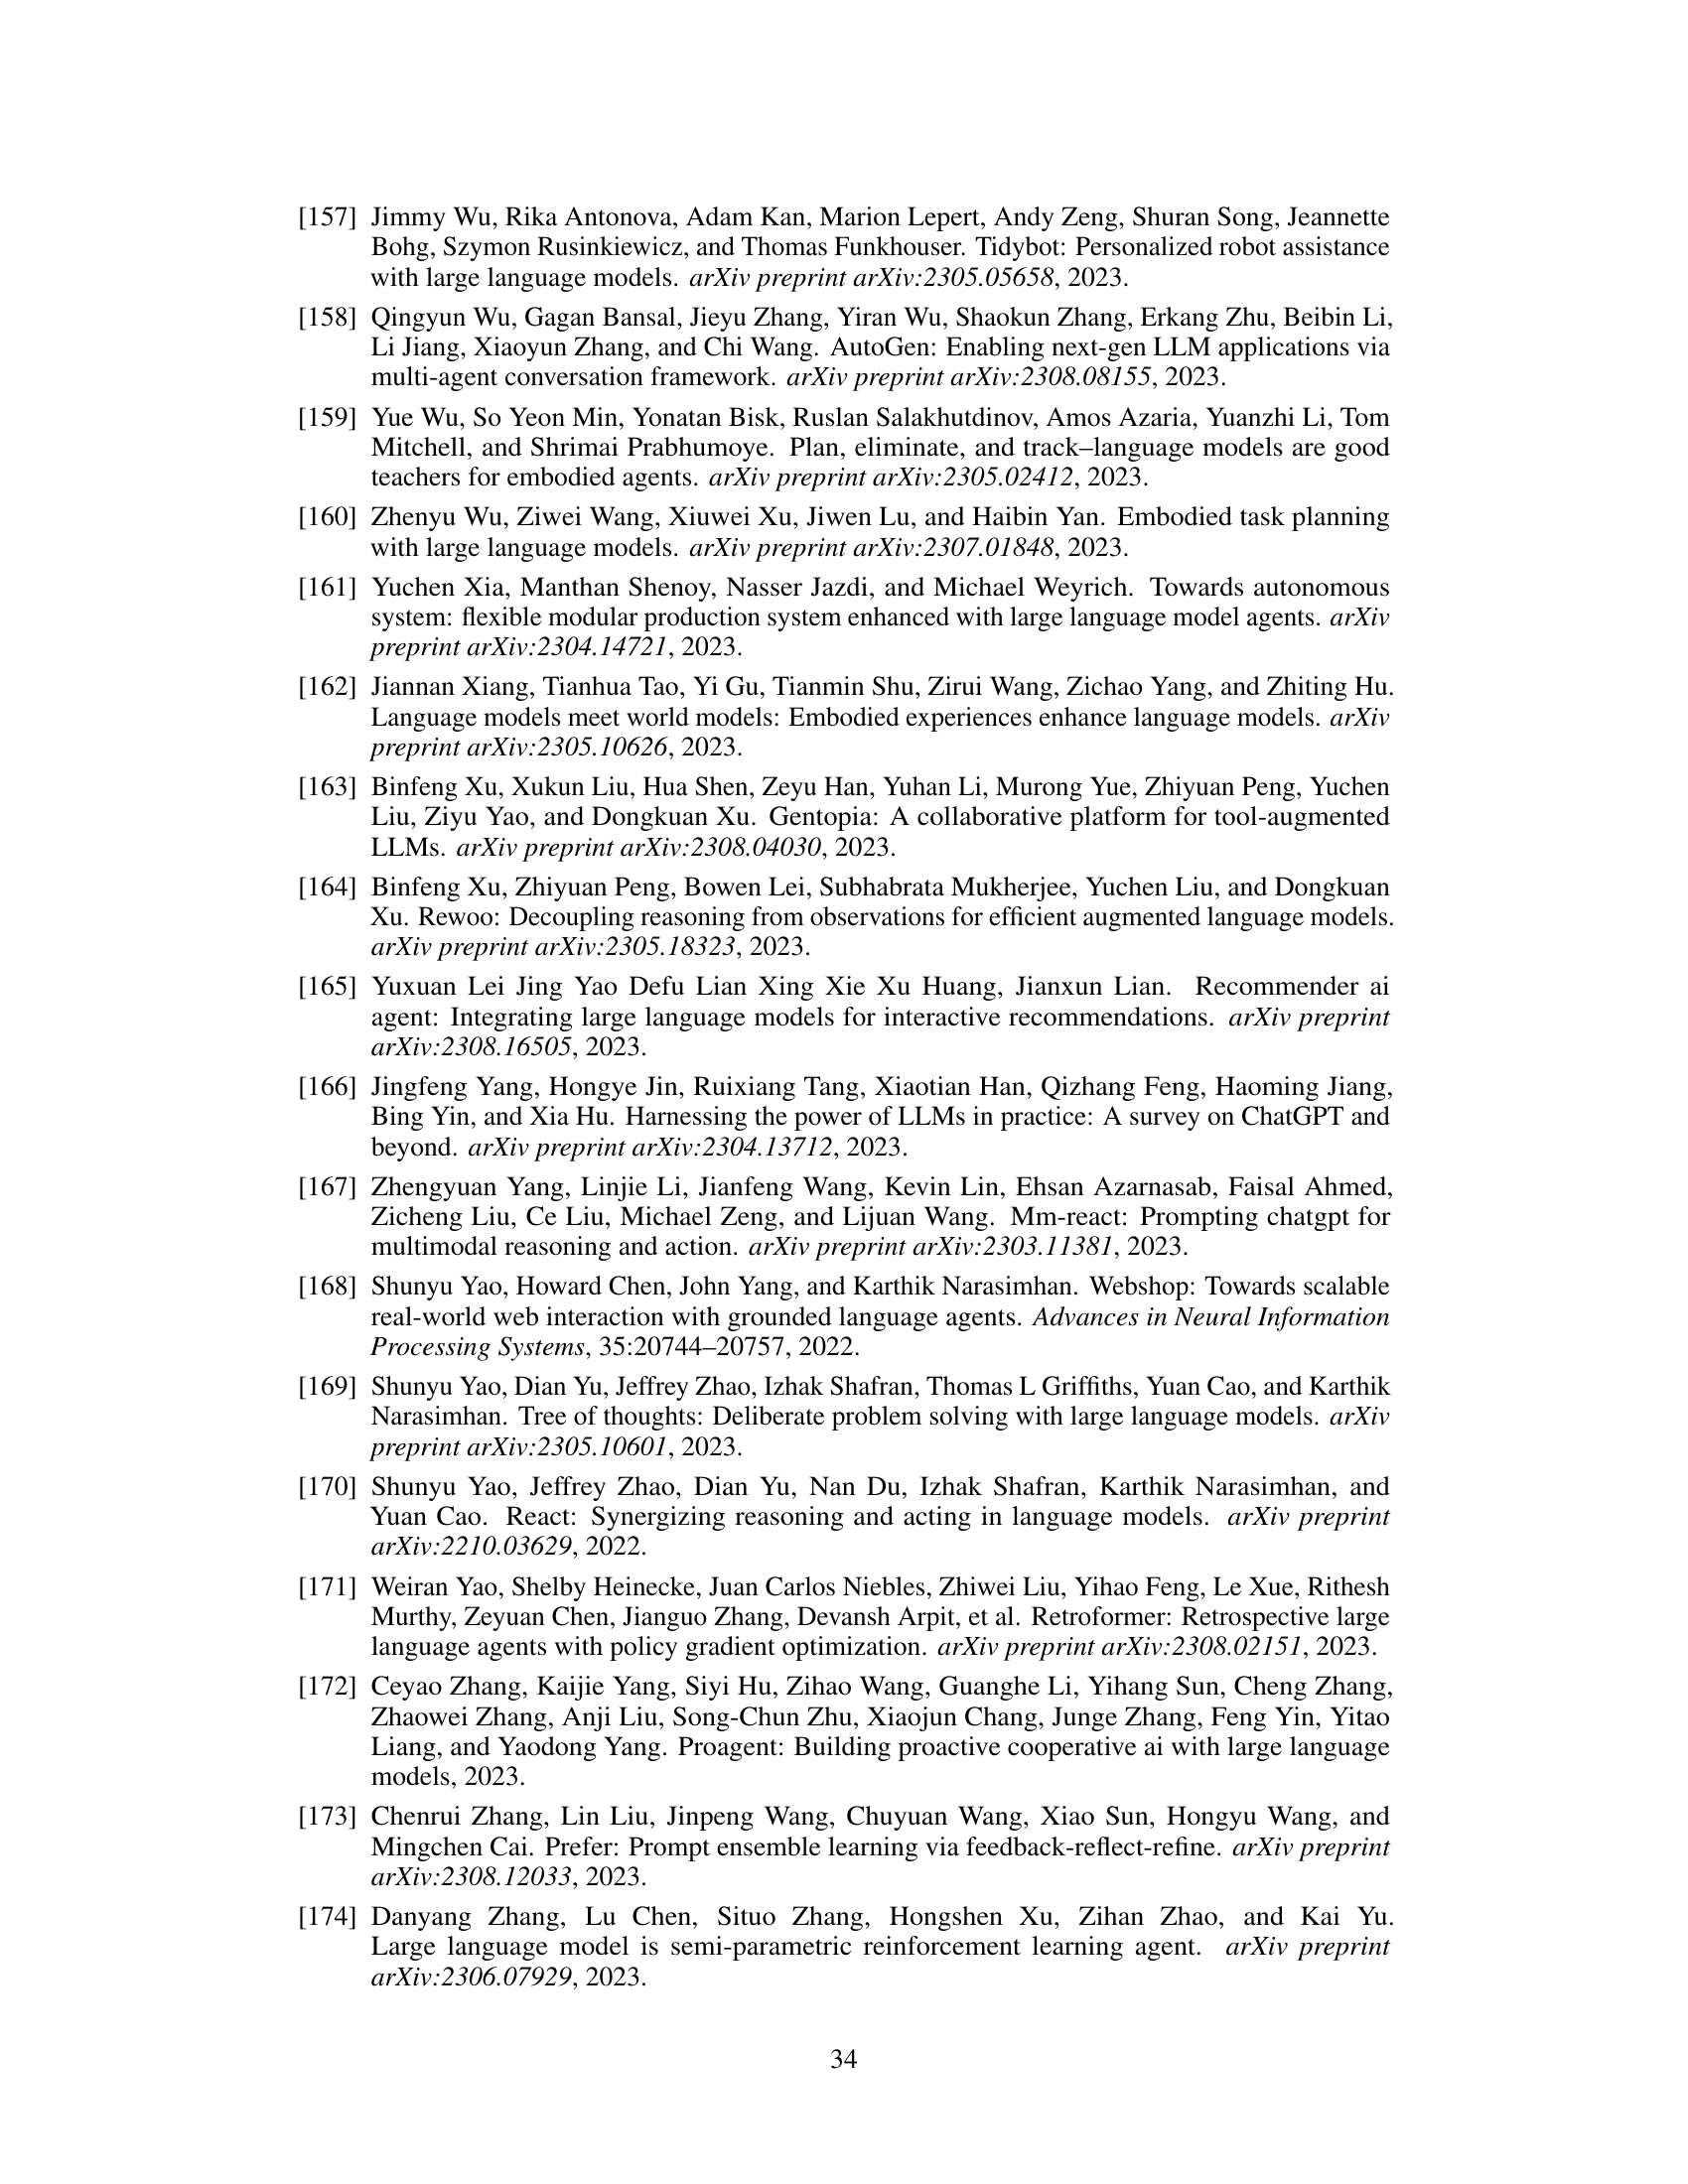 [157] Jimmy Wu, Rika Antonova, Adam Kan, Marion Lepert, Andy Zeng, Shuran Song, Jeannette
Bohg, Szymon Rusinkiewicz, and Thomas Funkhouser. Tidybot: Personalized robot assistance
with large language models. arXiv preprint arXiv:2305.05658, 2023.
[158] Qingyun Wu, Gagan Bansal, Jieyu Zhang, Yiran Wu, Shaokun Zhang, Erkang Zhu, Beibin Li,
Li Jiang, Xiaoyun Zhang, and Chi Wang. AutoGen: Enabling next-gen LLM applications via
multi-agent conversation framework. arXiv preprint arXiv:2308.08155, 2023.
[159] Yue Wu, So Yeon Min, Yonatan Bisk, Ruslan Salakhutdinov, Amos Azaria, Yuanzhi Li, Tom
Mitchell, and Shrimai Prabhumoye. Plan, eliminate, and track–language models are good
teachers for embodied agents. arXiv preprint arXiv:2305.02412, 2023.
[160] Zhenyu Wu, Ziwei Wang, Xiuwei Xu, Jiwen Lu, and Haibin Yan. Embodied task planning
with large language models. arXiv preprint arXiv:2307.01848, 2023.
[161] Yuchen Xia, Manthan Shenoy, Nasser Jazdi, and Michael Weyrich. Towards autonomous
system: flexible modular production system enhanced with large language model agents. arXiv
preprint arXiv:2304.14721, 2023.
[162] Jiannan Xiang, Tianhua Tao, Yi Gu, Tianmin Shu, Zirui Wang, Zichao Yang, and Zhiting Hu.
Language models meet world models: Embodied experiences enhance language models. arXiv
preprint arXiv:2305.10626, 2023.
[163] Binfeng Xu, Xukun Liu, Hua Shen, Zeyu Han, Yuhan Li, Murong Yue, Zhiyuan Peng, Yuchen
Liu, Ziyu Yao, and Dongkuan Xu. Gentopia: A collaborative platform for tool-augmented
LLMs. arXiv preprint arXiv:2308.04030, 2023.
[164] Binfeng Xu, Zhiyuan Peng, Bowen Lei, Subhabrata Mukherjee, Yuchen Liu, and Dongkuan
Xu. Rewoo: Decoupling reasoning from observations for efficient augmented language models.
arXiv preprint arXiv:2305.18323, 2023.
[165] Yuxuan Lei Jing Yao Defu Lian Xing Xie Xu Huang, Jianxun Lian. Recommender ai
agent: Integrating large language models for interactive recommendations. arXiv preprint
arXiv:2308.16505, 2023.
[166] Jingfeng Yang, Hongye Jin, Ruixiang Tang, Xiaotian Han, Qizhang Feng, Haoming Jiang,
Bing Yin, and Xia Hu. Harnessing the power of LLMs in practice: A survey on ChatGPT and
beyond. arXiv preprint arXiv:2304.13712, 2023.
[167] Zhengyuan Yang, Linjie Li, Jianfeng Wang, Kevin Lin, Ehsan Azarnasab, Faisal Ahmed,
Zicheng Liu, Ce Liu, Michael Zeng, and Lijuan Wang. Mm-react: Prompting chatgpt for
multimodal reasoning and action. arXiv preprint arXiv:2303.11381, 2023.
[168] Shunyu Yao, Howard Chen, John Yang, and Karthik Narasimhan. Webshop: Towards scalable
real-world web interaction with grounded language agents. Advances in Neural Information
Processing Systems, 35:20744–20757, 2022.
[169] Shunyu Yao, Dian Yu, Jeffrey Zhao, Izhak Shafran, Thomas L Griffiths, Yuan Cao, and Karthik
Narasimhan. Tree of thoughts: Deliberate problem solving with large language models. arXiv
preprint arXiv:2305.10601, 2023.
[170] Shunyu Yao, Jeffrey Zhao, Dian Yu, Nan Du, Izhak Shafran, Karthik Narasimhan, and
Yuan Cao. React: Synergizing reasoning and acting in language models. arXiv preprint
arXiv:2210.03629, 2022.
[171] Weiran Yao, Shelby Heinecke, Juan Carlos Niebles, Zhiwei Liu, Yihao Feng, Le Xue, Rithesh
Murthy, Zeyuan Chen, Jianguo Zhang, Devansh Arpit, et al. Retroformer: Retrospective large
language agents with policy gradient optimization. arXiv preprint arXiv:2308.02151, 2023.
[172] Ceyao Zhang, Kaijie Yang, Siyi Hu, Zihao Wang, Guanghe Li, Yihang Sun, Cheng Zhang,
Zhaowei Zhang, Anji Liu, Song-Chun Zhu, Xiaojun Chang, Junge Zhang, Feng Yin, Yitao
Liang, and Yaodong Yang. Proagent: Building proactive cooperative ai with large language
models, 2023.
[173] Chenrui Zhang, Lin Liu, Jinpeng Wang, Chuyuan Wang, Xiao Sun, Hongyu Wang, and
Mingchen Cai. Prefer: Prompt ensemble learning via feedback-reflect-refine. arXiv preprint
arXiv:2308.12033, 2023.
[174] Danyang Zhang, Lu Chen, Situo Zhang, Hongshen Xu, Zihan Zhao, and Kai Yu.
Large language model is semi-parametric reinforcement learning agent. arXiv preprint
arXiv:2306.07929, 2023.
34